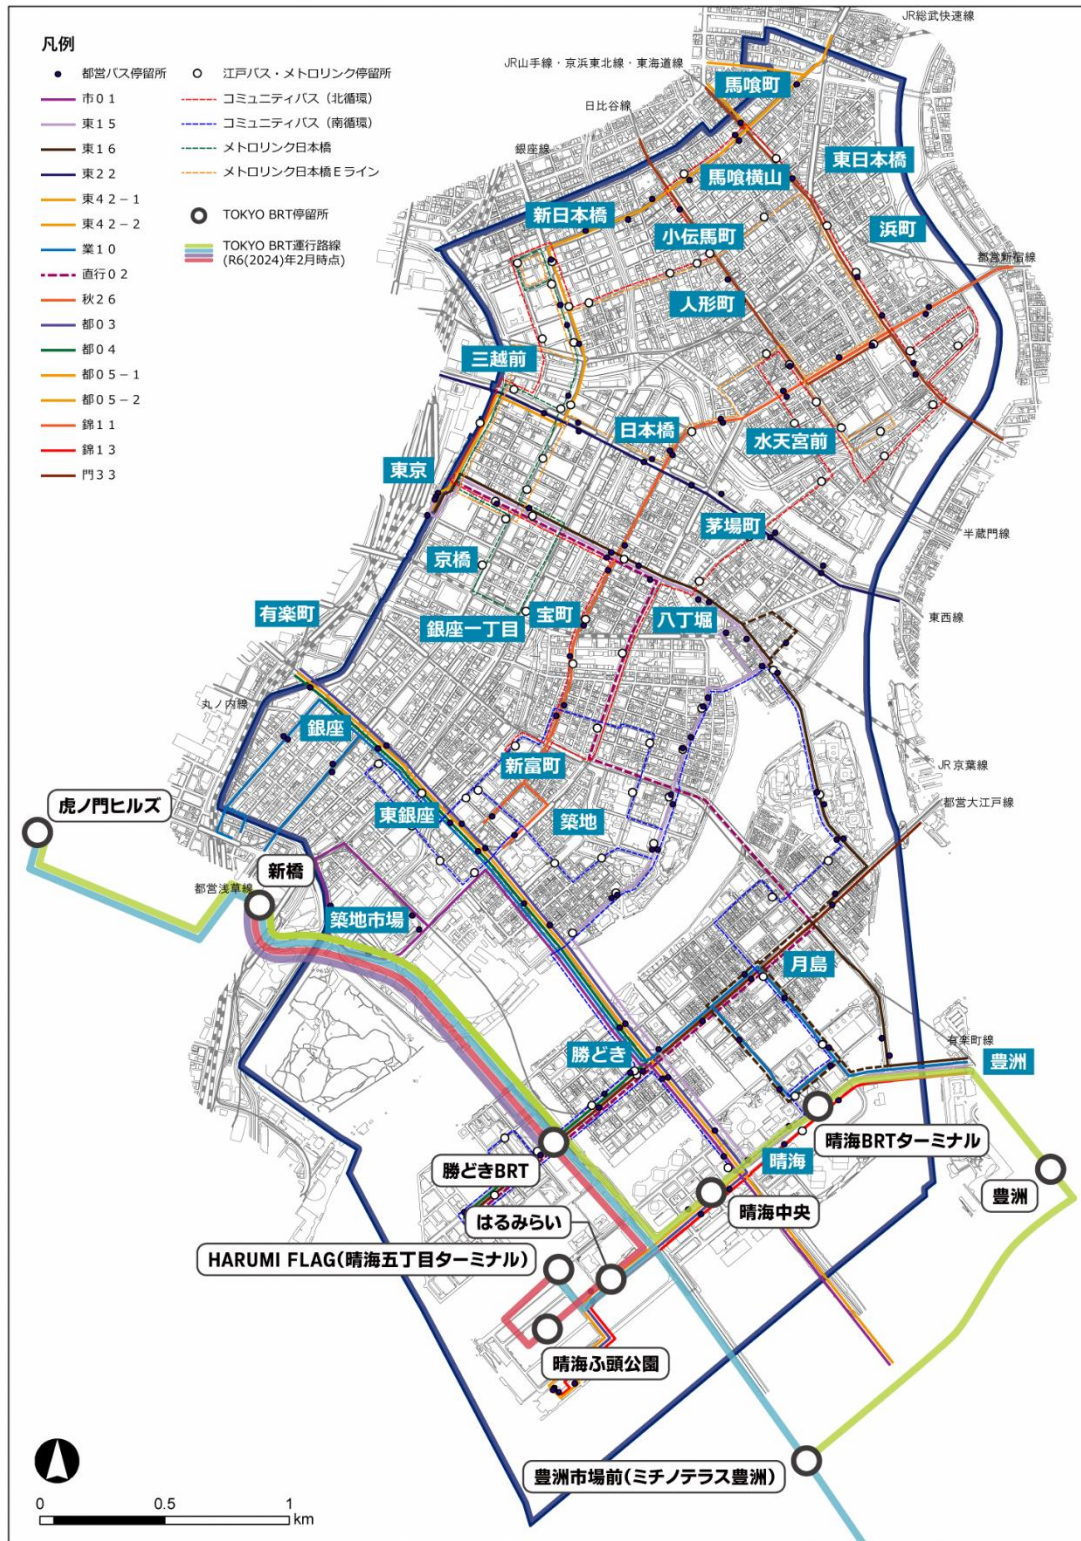 凡例
都営バス停留所
市01
東15
東16
東22
東42-1
東42-2
業10
直行02
秋26
都03
都04
都05-1
都05-2
錦11
錦13
門33
江戸バス・メトロリンク停留所
コミュニティバス（北循環）
コミュニティバス（南循環）
メトロリンク日本橋
メトロリンク日本橋Eライン
TOKYO BRT停留所
TOKYO BRT運行路線
(R6(2024)年2月時点)
JR総武快速線
JR山手線・京浜東北線・東海道線
馬喰町
日比谷線
銀座線
東日本橋
馬喰横山
新日本橋
浜町
小伝馬町
都営新宿線
人形町
三越前
日本橋
水天宮前
東京
茅場町
半蔵門線
京橋
有楽町
宝町
八丁堀
銀座一丁目
東西線
丸ノ内線
銀座
新富町
JR京葉線
都営大江戸線
虎ノ門ヒルズ
東銀座
築地
新橋
都営浅草線
築地市場
月島
有楽町線
勝どき
豊洲
晴海BRTターミナル
勝どきBRT
晴海
豊洲
晴海中央
はるみらい
HARUMI FLAG(晴海五丁目ターミナル)
晴海ふ頭公園
豊洲市場前(ミチノテラス豊洲)
0 0.5 1
km